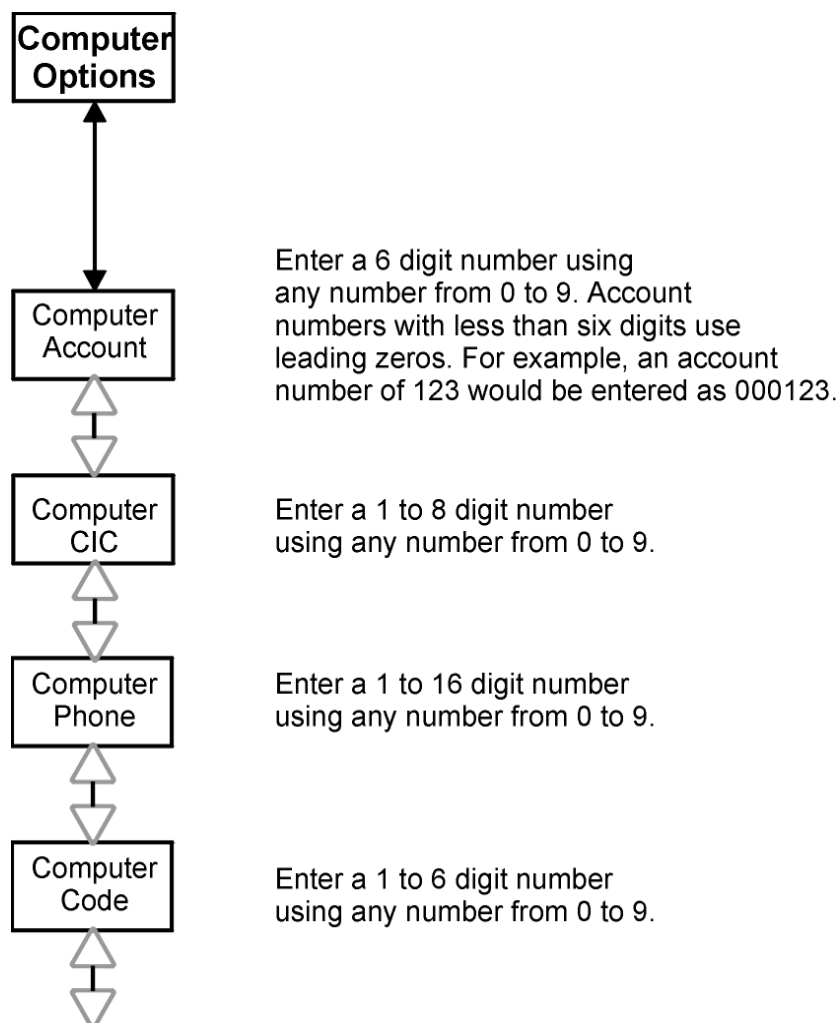 Computer
Options
Enter a 6 digit number using
any number from 0 to 9. Account
numbers with less than six digits use
leading zeros. For example, an account
number of 123 would be entered as 000123.
Computer
Account
Computer
CIC
Enter a 1 to 8 digit number
using any number from 0 to 9.
Computer
Phone
Enter a 1 to 16 digit number
using any number from 0 to 9.
Computer
Code
Enter a 1 to 6 digit number
using any number from 0 to 9.